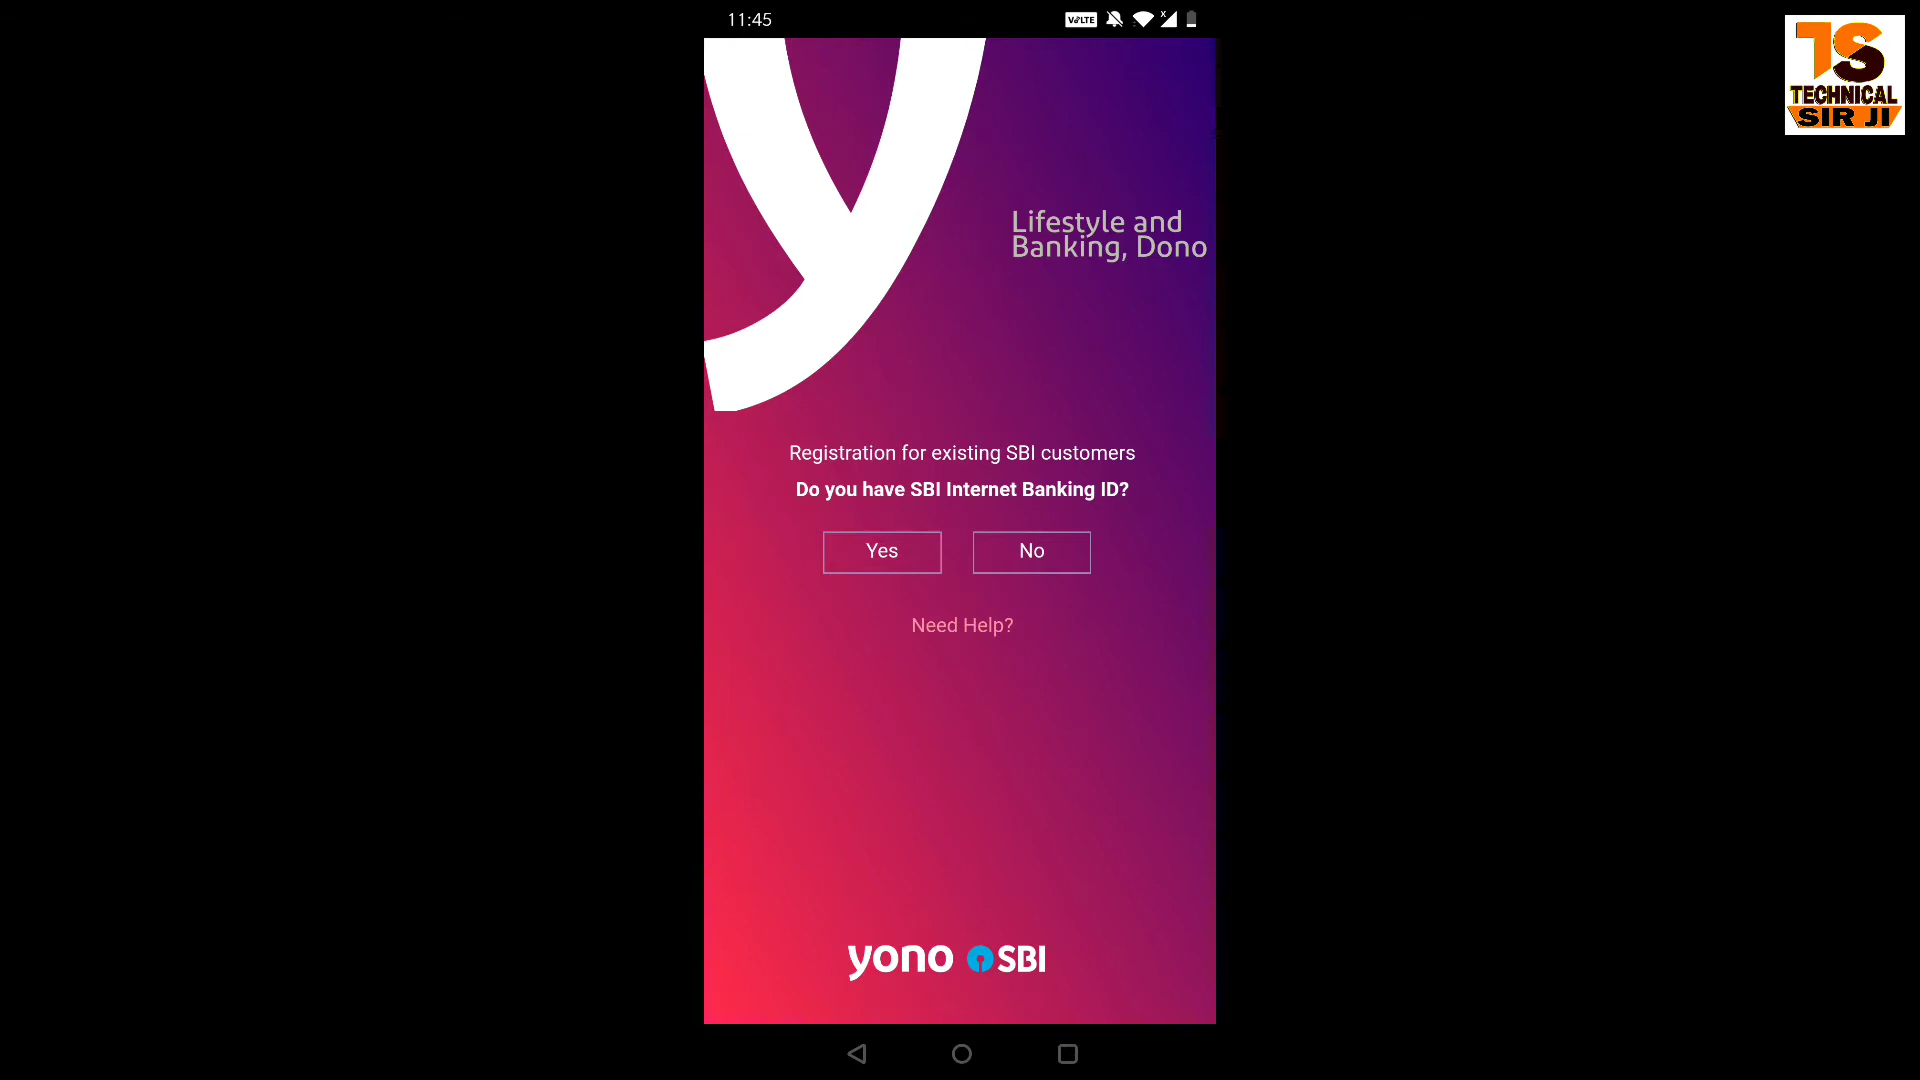 11:45
VoLTE
TS
TECHNICAL
SIR JI
Lifestyle and
Banking, Dono
Registration for existing SBI customers
Do you have SBI Internet Banking ID?
Yes No
Need Help?
yono SBI